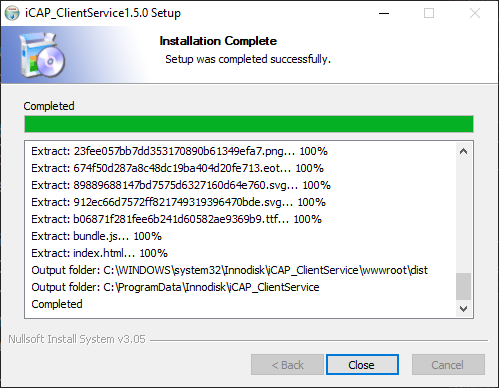 iCAP_ClientService1.5.0 Setup
Installation Complete
Setup was completed successfully.
Completed
Extract: 23fee057bb7dd353170890b61349efa7.png... 100%
Extract: 674f50d287a8c48dc19ba404d20fe713.eot... 100%
Extract: 89889688147bd7575d6327160d64e760.svg... 100%
Extract: 912ec66d7572ff821749319396470bde.svg... 100%
Extract: b06871f281fee6b241d60582ae9369b9.ttf... 100%
Extract: bundle.js... 100%
Extract: index.html... 100%
Output folder: C:\WINDOWS\system32\Innodisk\iCAP_ClientService\wwwroot\dist
Output folder: C:\ProgramData\Innodisk\iCAP_ClientService
Completed
Nullsoft Install System v3.05
< Back
Close
Cancel